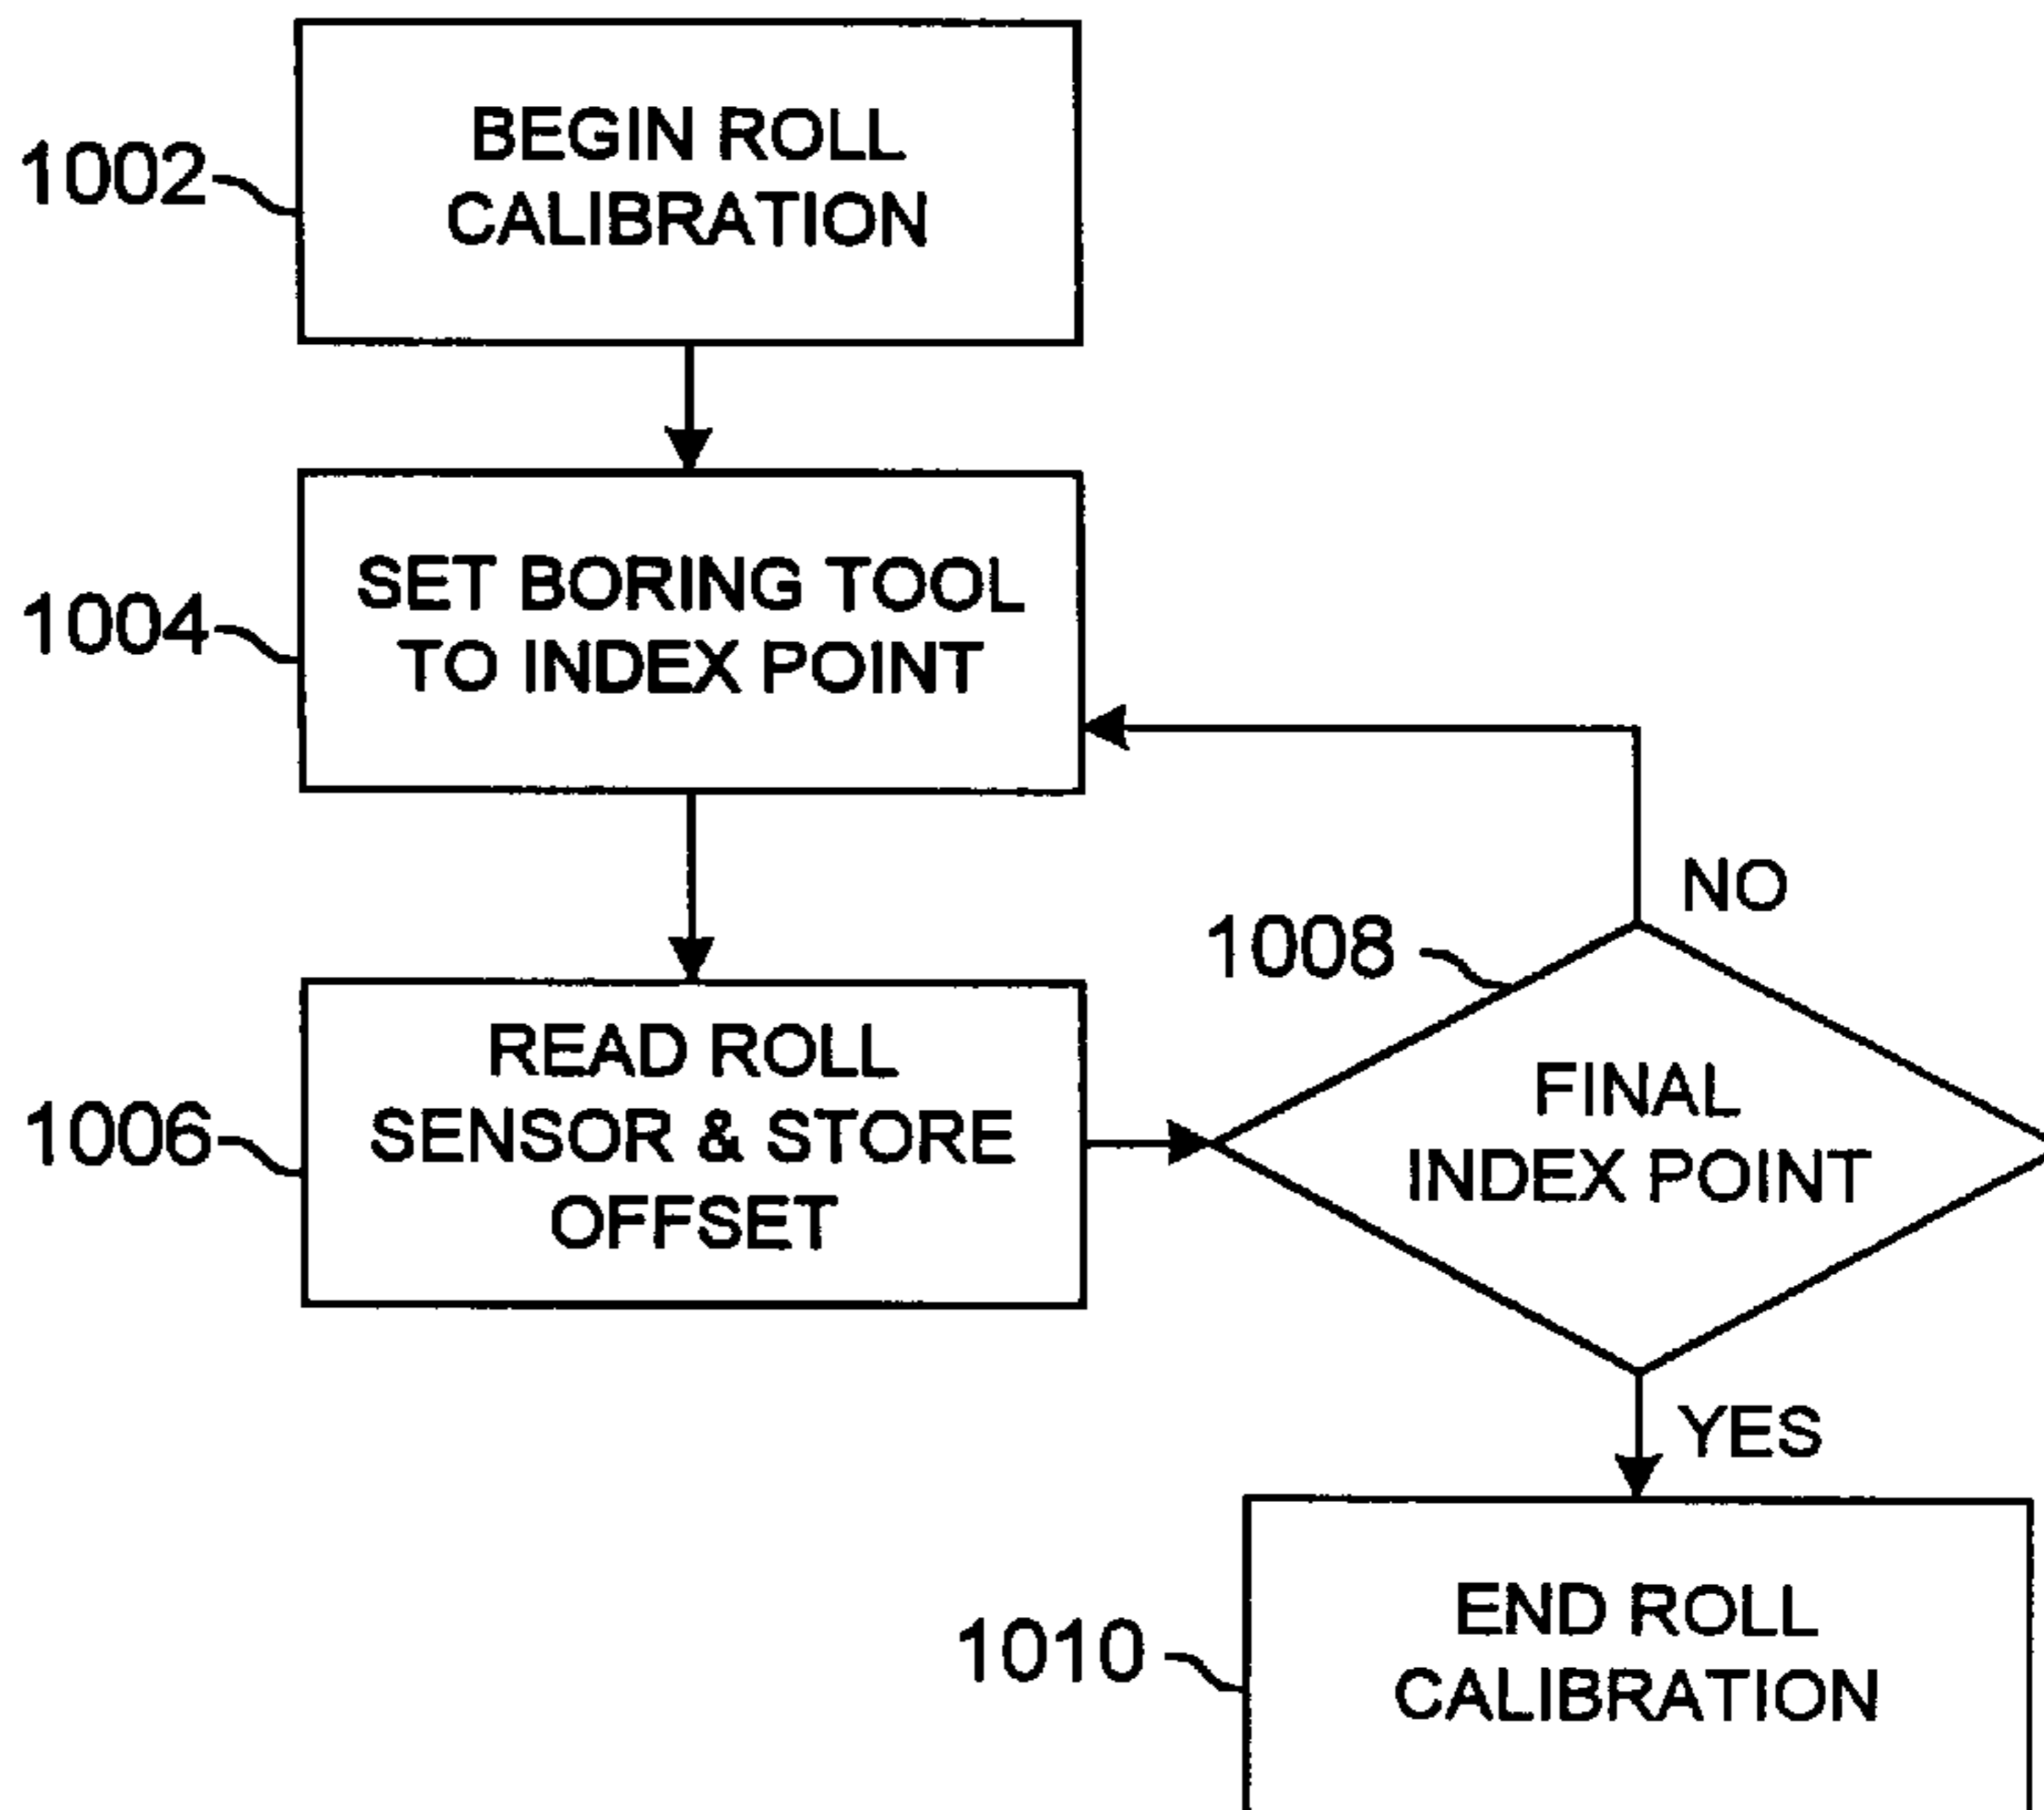 1002
BEGIN ROLL
CALIBRATION
1004
SET BORING TOOL
TO INDEX POINT
1006
READ ROLL
SENSOR & STORE
OFFSET
NO
1008
FINAL
INDEX POINT
YES
1010
END ROLL
CALIBRATION